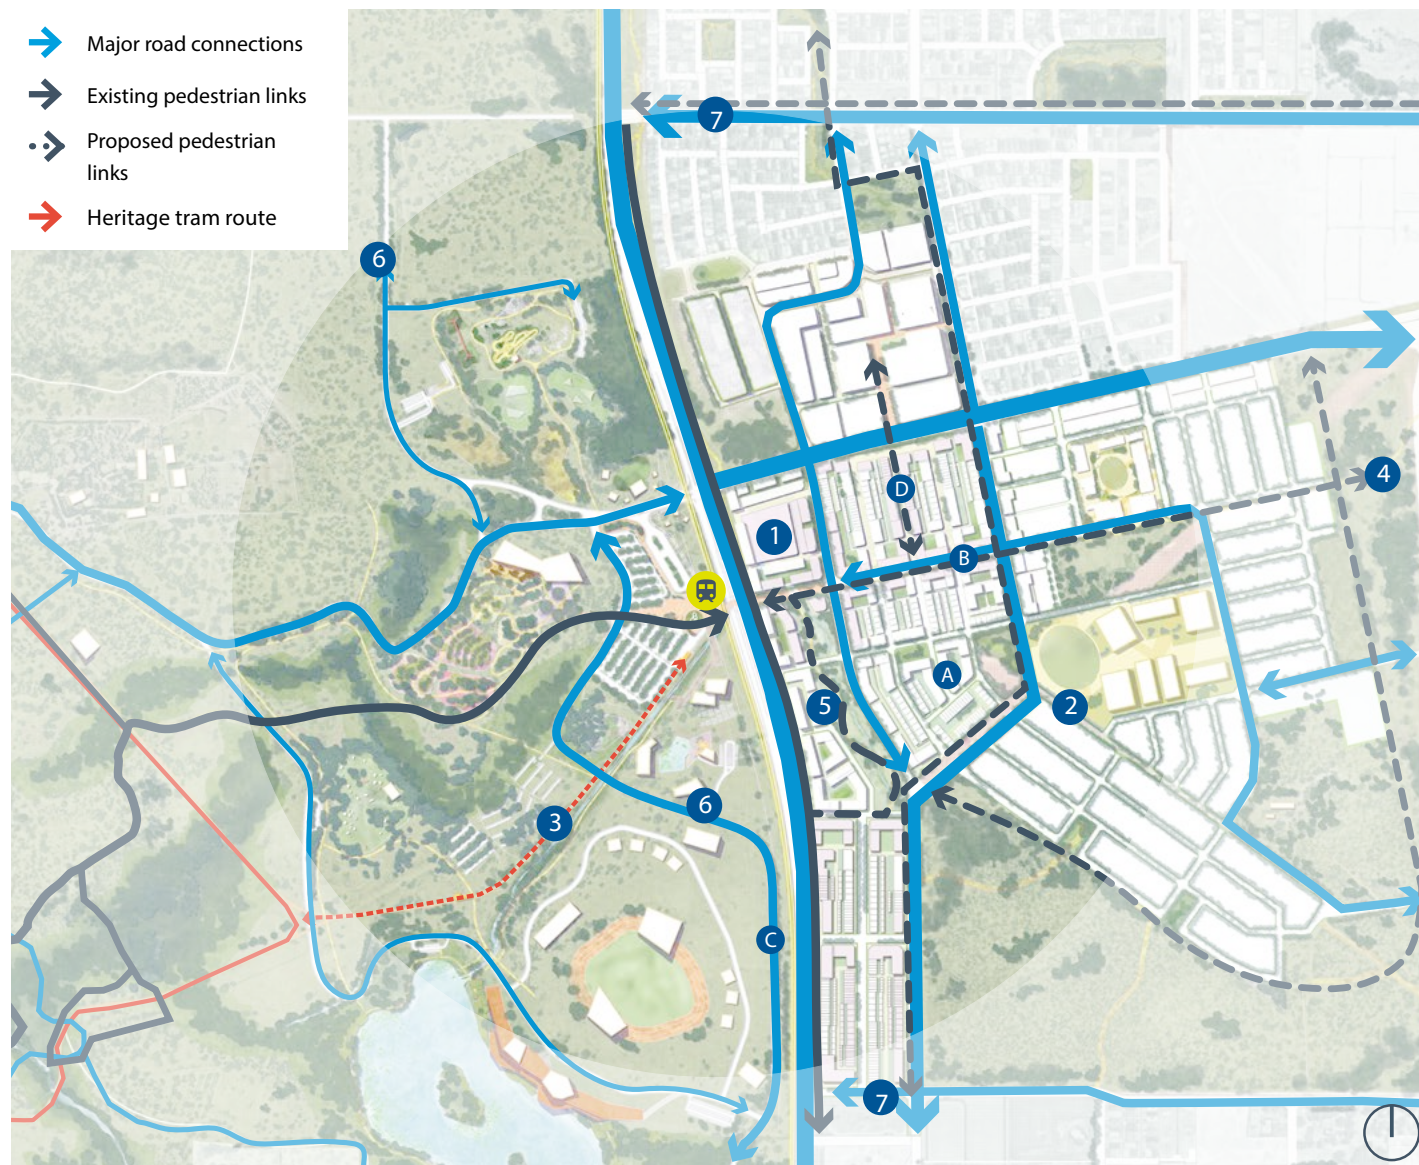 Major road connections
Existing pedestrian links
Proposed pedestrian
links
Heritage tram route
7
6
4
D
1
B
A
5
2
6
3
C
7